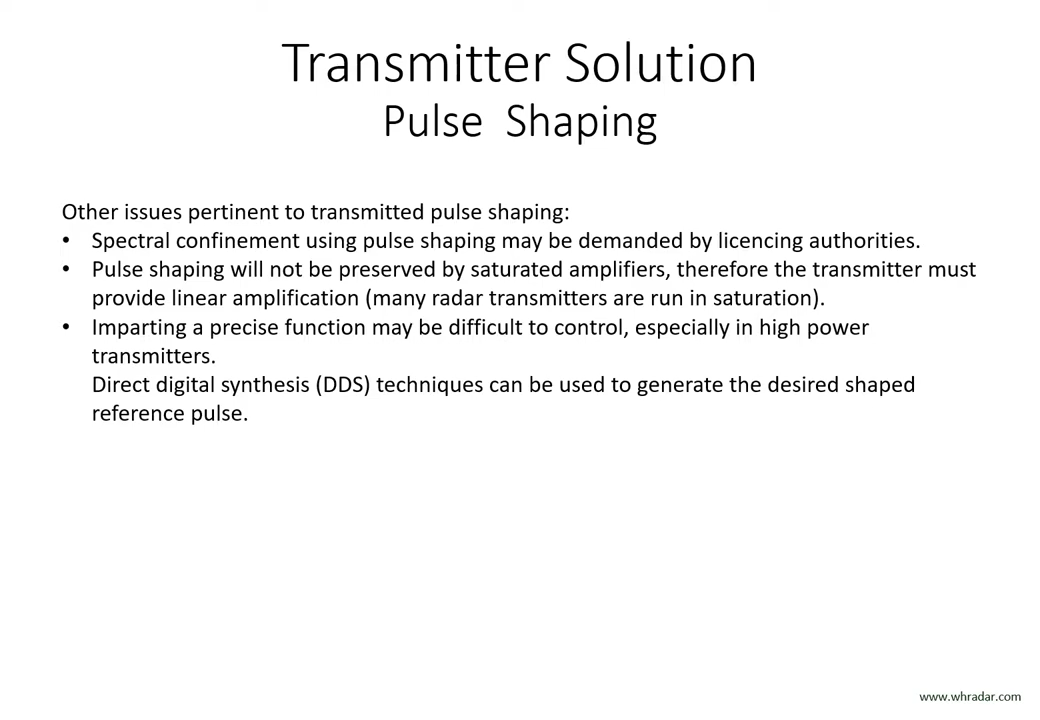 Transmitter Solution
Pulse Shaping
Other issues pertinent to transmitted pulse shaping:
• Spectral confinement using pulse shaping may be demanded by licencing authorities.
• Pulse shaping will not be preserved by saturated amplifiers, therefore the transmitter must
provide linear amplification (many radar transmitters are run in saturation).
• Imparting a precise function may be difficult to control, especially in high power
transmitters.
Direct digital synthesis (DDS) techniques can be used to generate the desired shaped
reference pulse.
www.whradar.com